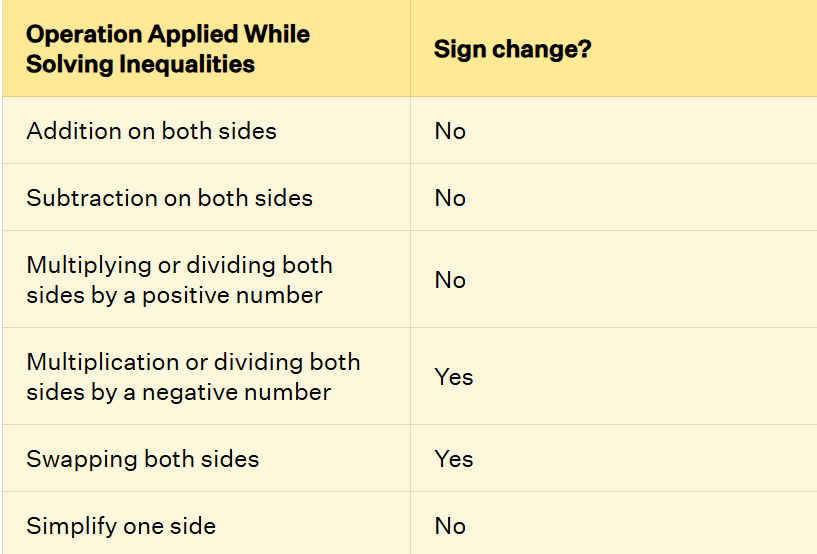 Operation Applied While
Solving Inequalities
Sign change?
Addition on both sides
No
Subtraction on both sides
No
Multiplying or dividing both
sides by a positive number
No
Multiplication or dividing both
sides by a negative number
Yes
Swapping both sides
Yes
Simplify one side
No